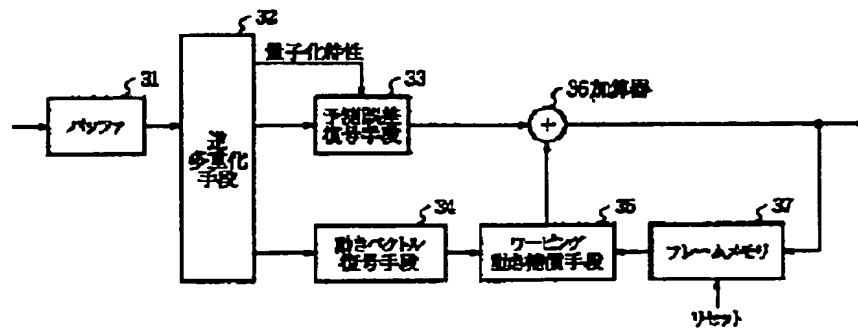 32
量子化特性
31
33
36加算器
バッファ
逆
多重化
手段
予測誤差
復号手段
+
34
35
37
動きベクトル
復号手段
ワーピング
動き補償手段
フレームメモリ
リセット